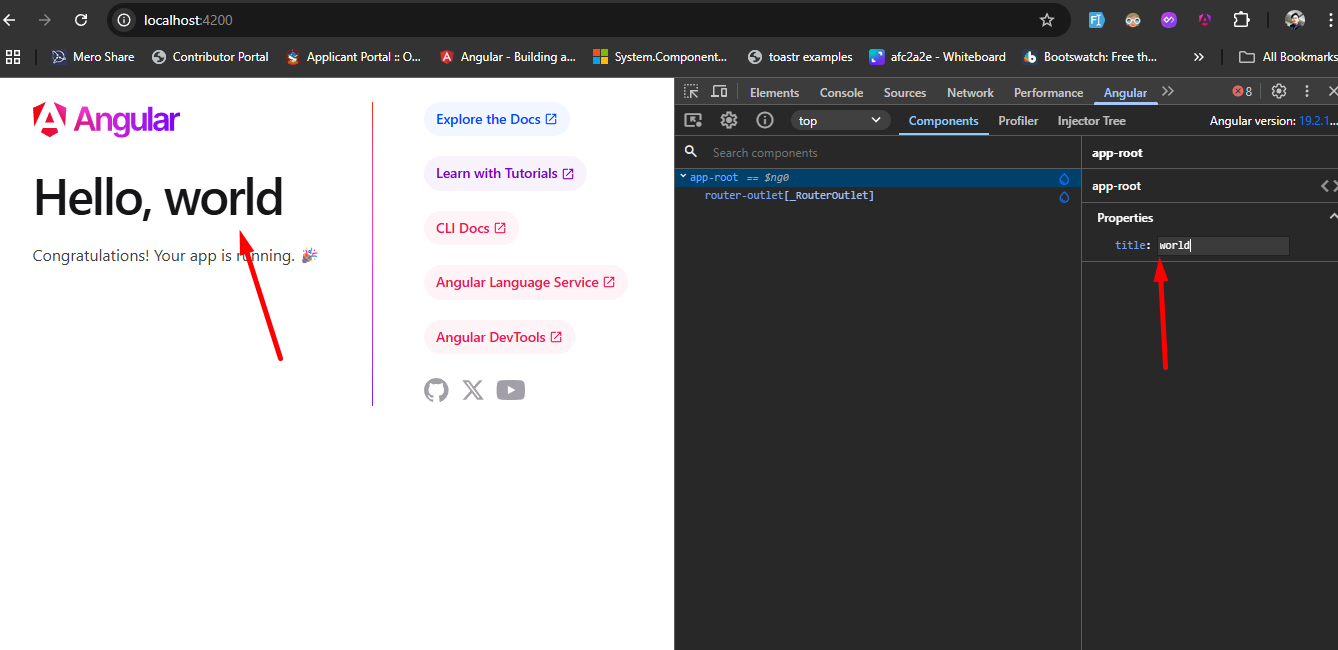 localhost:4200
Mero Share
Contributor Portal
Applicant Portal :: O...
Angular - Building a...
System.Component...
toastr examples
afc2a2e - Whiteboard
Bootswatch: Free th...
»
All Bookmarks
Angular
Hello, world
Congratulations! Your app is running. 🎉
Explore the Docs
Learn with Tutorials
CLI Docs
Angular Language Service
Angular DevTools
Elements Console Sources Network Performance Angular » 8
top Components Profiler Injector Tree Angular version: 19.2.1...
Search components
app-root == $ng0
router-outlet[_RouterOutlet]
app-root
app-root <>
Properties
title: world